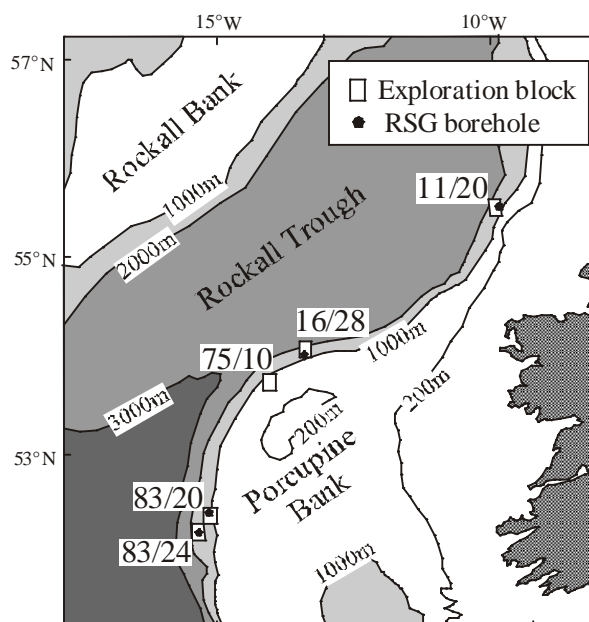 15°W
10°W
57°N
Exploration block
RSG borehole
Rockall Bank
1000m
2000m
11/20
55°N
Rockall Trough
16/28
75/10
1000m
200m
3000m
200m
53°N
Porcupine
Bank
83/20
83/24
1000m